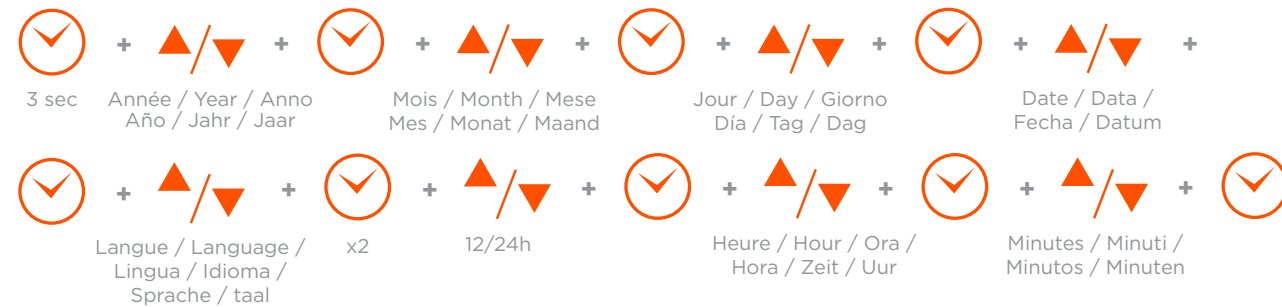 3 sec
Année / Year / Anno
Año / Jahr / Jaar
Mois / Month / Mese
Mes / Monat / Maand
Jour / Day / Giorno
Día / Tag / Dag
Date / Data /
Fecha / Datum
Langue / Language /
Lingua / Idioma /
Sprache / taal
x2
12/24h
Heure / Hour / Ora /
Hora / Zeit / Uur
Minutes / Minuti /
Minutos / Minuten